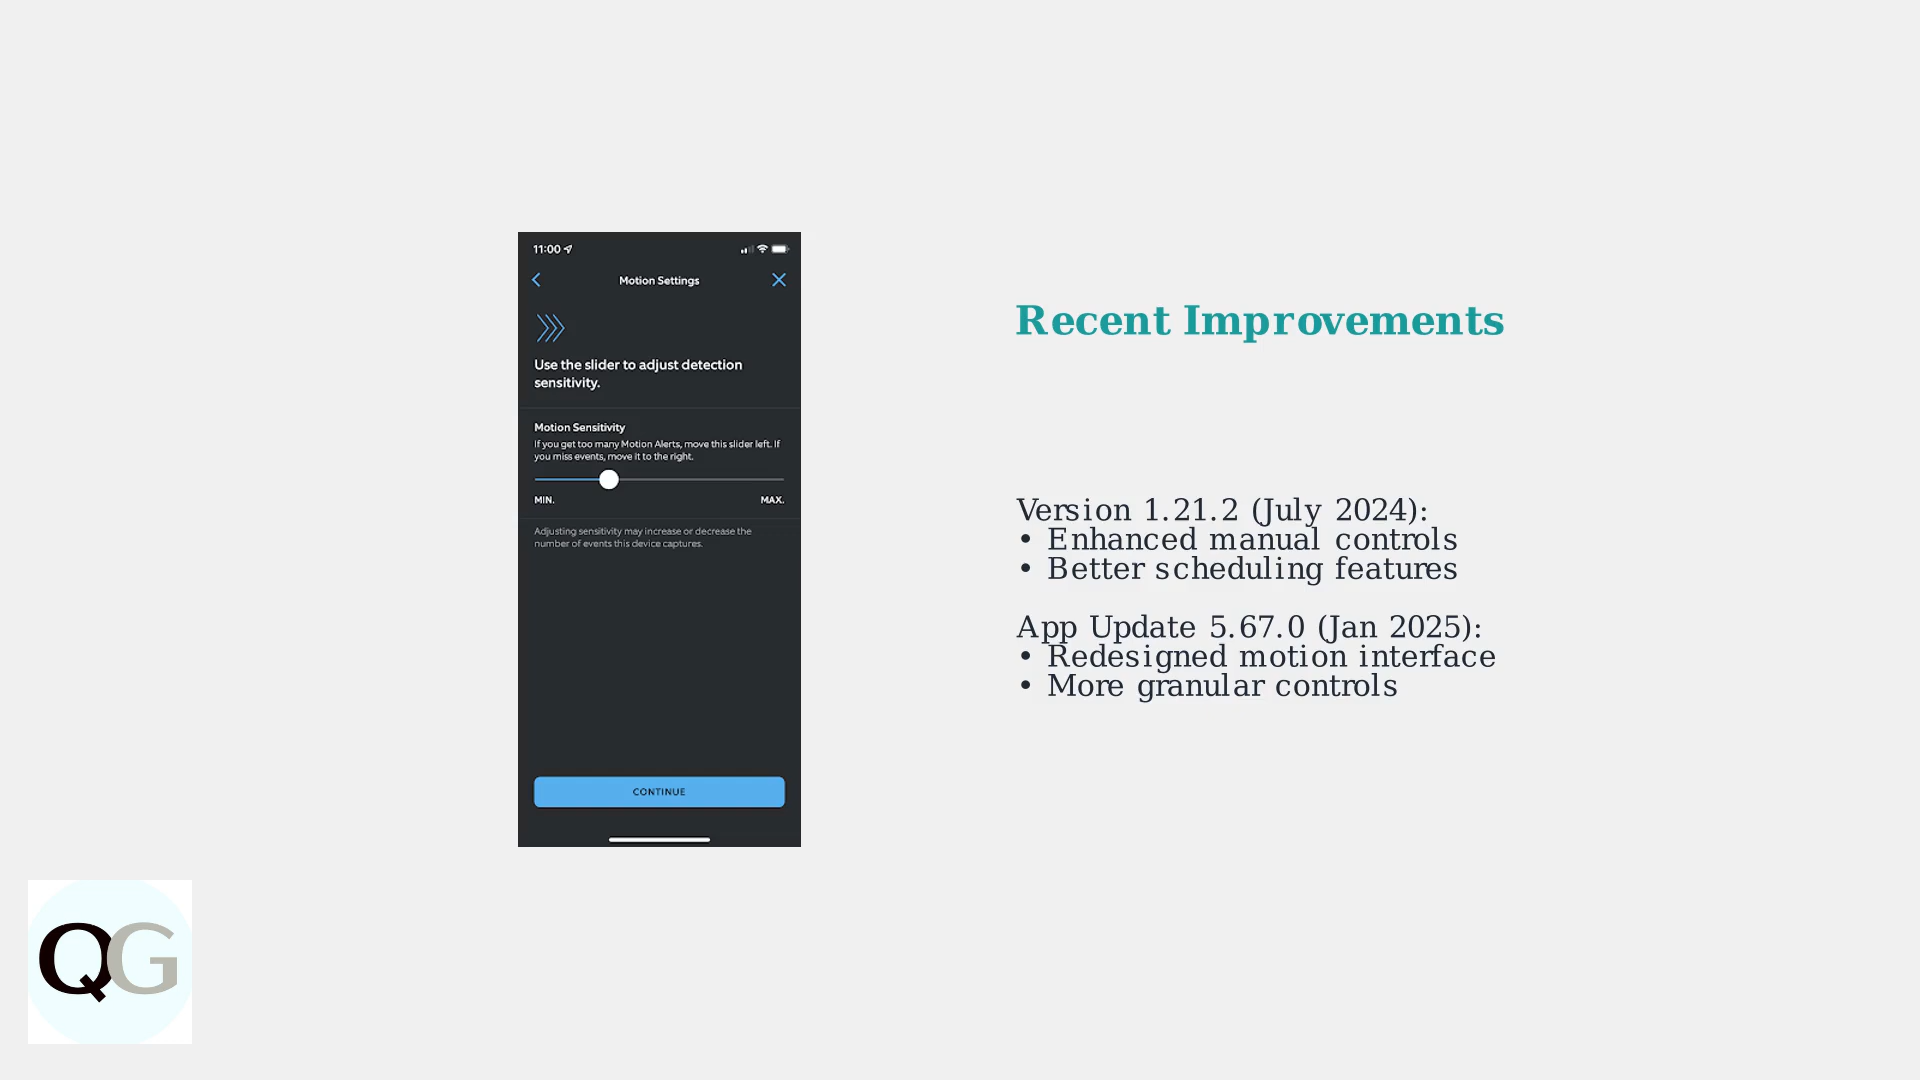 11:00
Motion Settings
Use the slider to adjust detection
sensitivity.
Motion Sensitivity
If you get too many Motion Alerts, move this slider left. If
you miss events, move it to the right.
MIN. MAX.
Adjusting sensitivity may increase or decrease the
number of events this device captures.
CONTINUE
Recent Improvements
Version 1.21.2 (July 2024):
• Enhanced manual controls
• Better scheduling features
App Update 5.67.0 (Jan 2025):
• Redesigned motion interface
• More granular controls
QG